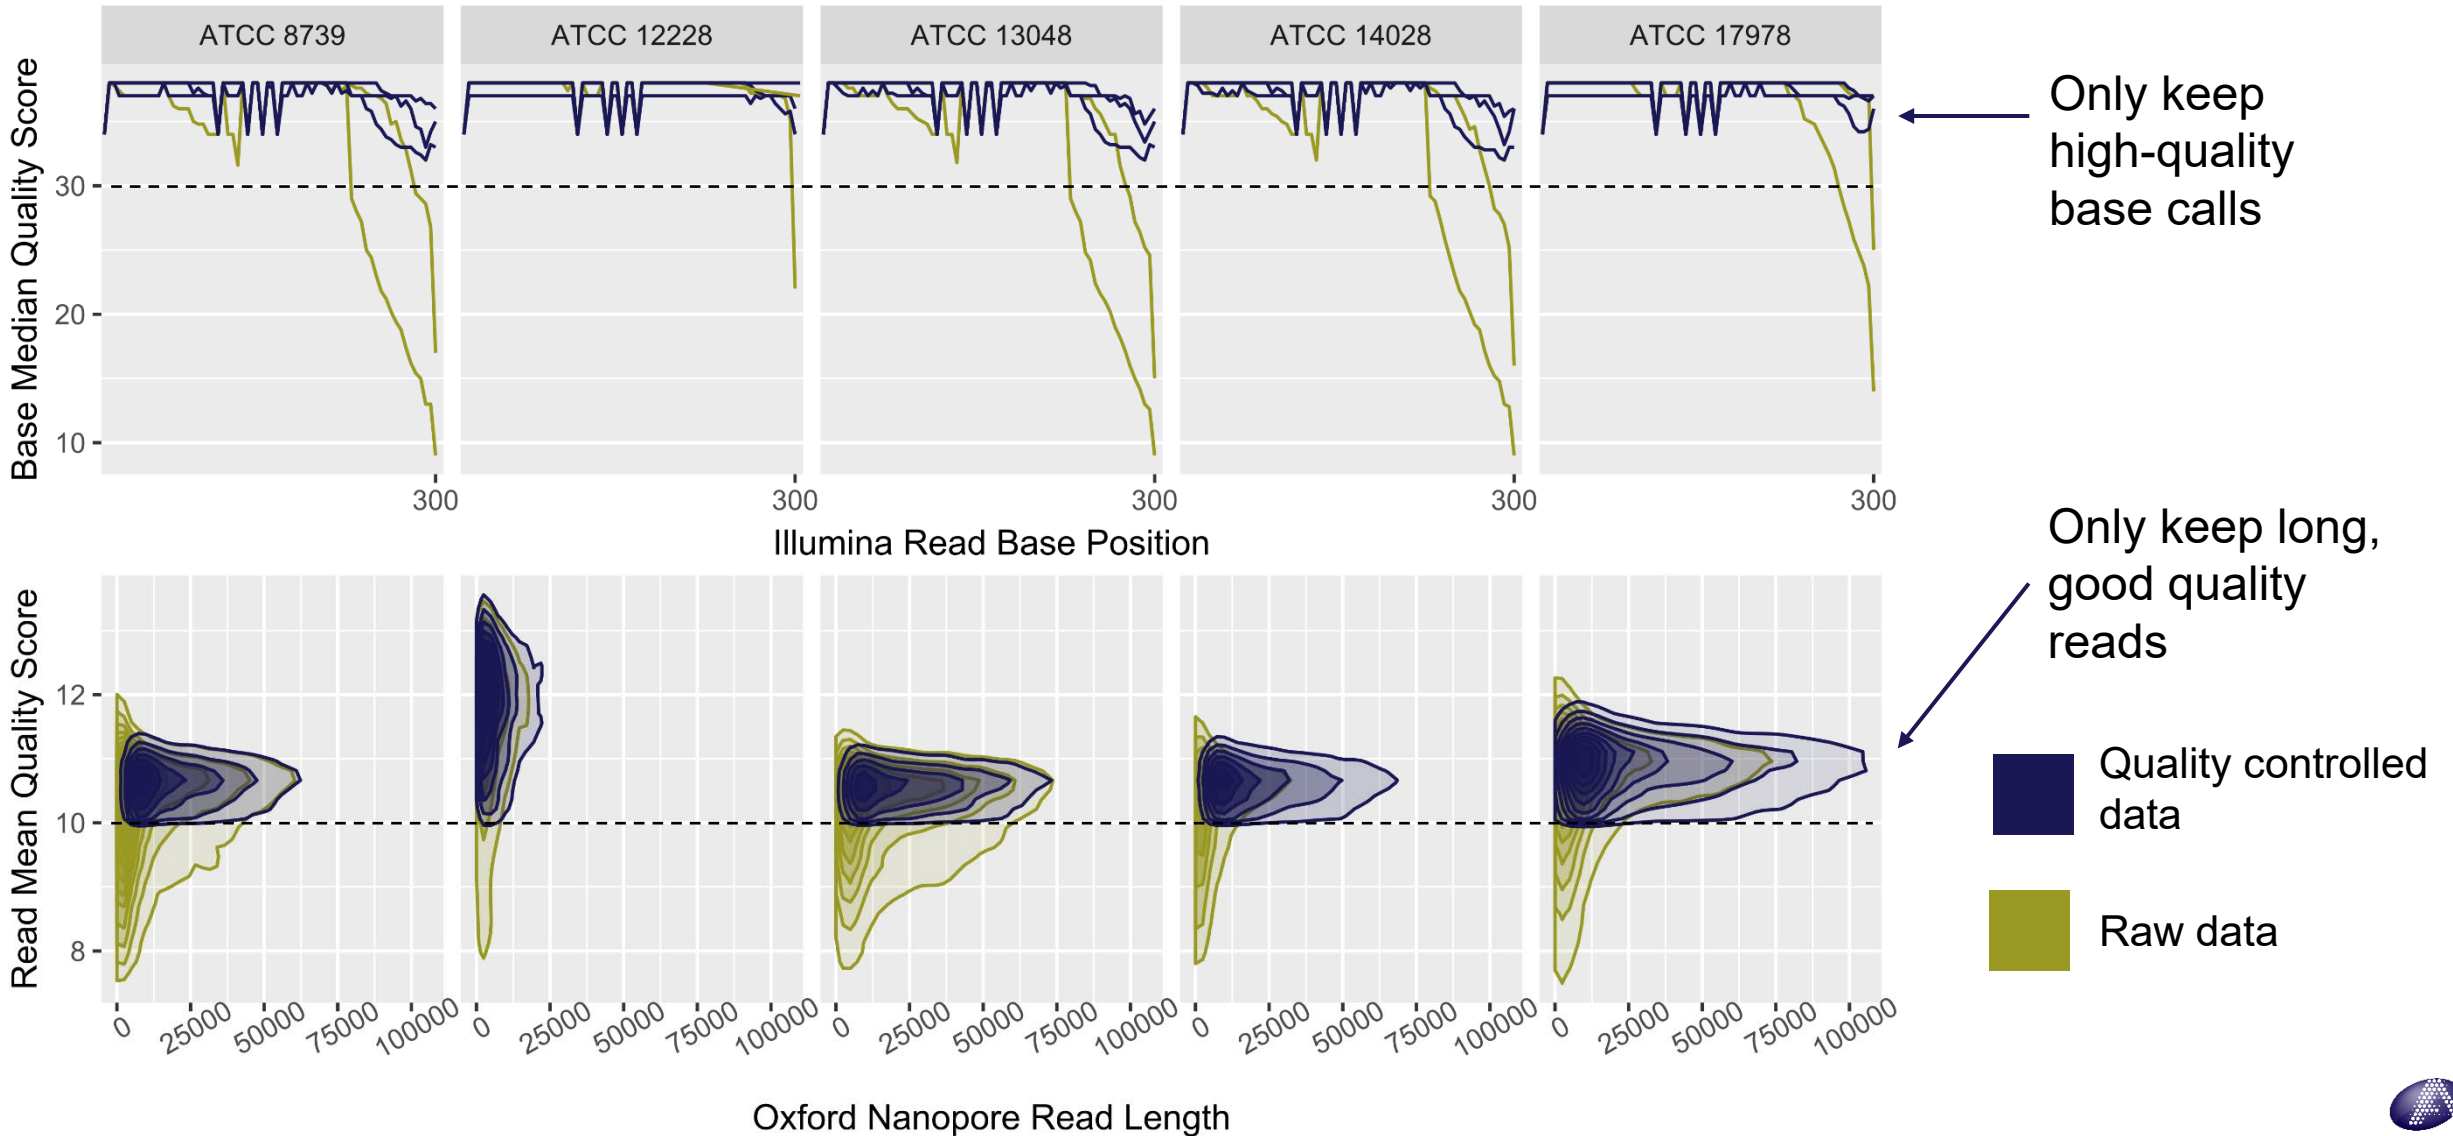 ATCC 8739
ATCC 12228
ATCC 13048
ATCC 14028
ATCC 17978
Base Median Quality Score
30
20
10
300
300
300
300
300
Illumina Read Base Position
Only keep
high-quality
base calls
Read Mean Quality Score
12
10
8
0
25000
50000
75000
100000
0
25000
50000
75000
100000
0
25000
50000
75000
100000
0
25000
50000
75000
100000
0
25000
50000
75000
100000
Oxford Nanopore Read Length
Only keep long,
good quality
reads
Quality controlled
data
Raw data